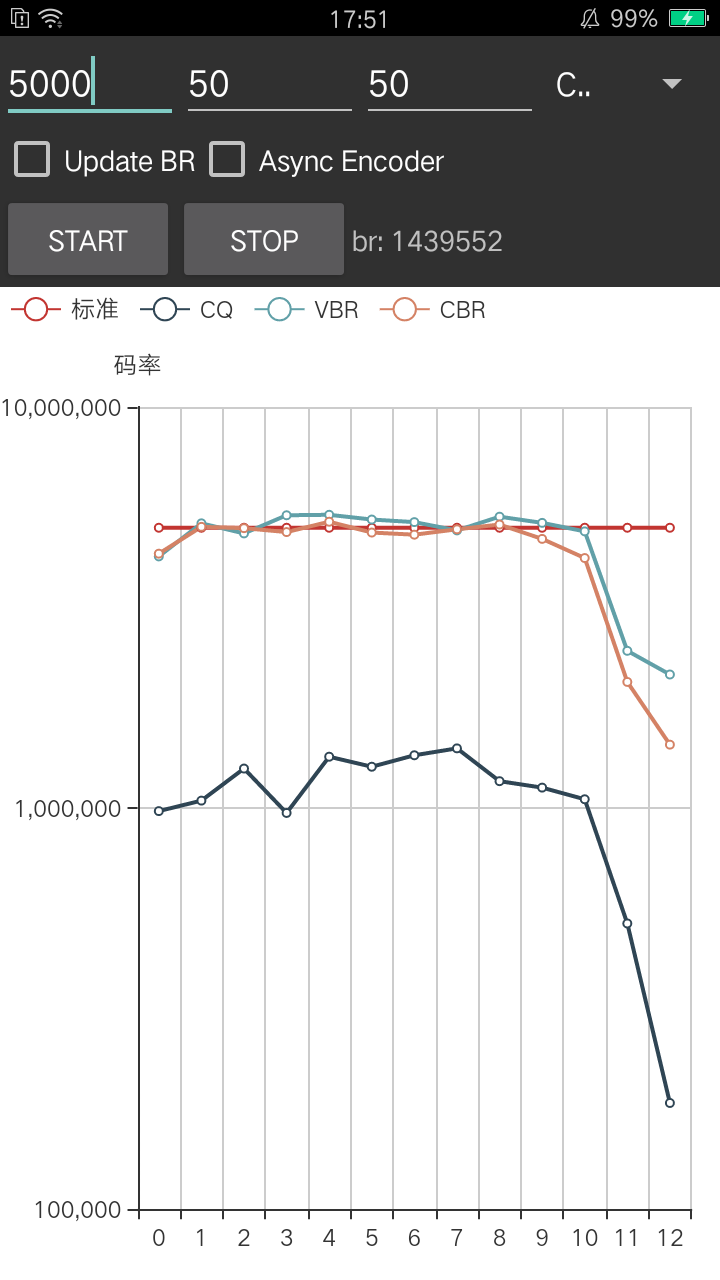 17:51 99%
5000 50 50 C..
Update BR Async Encoder
START STOP br: 1439552
标准 CQ VBR CBR
码率
10,000,000
1,000,000
100,000
0 1 2 3 4 5 6 7 8 9 10 11 12